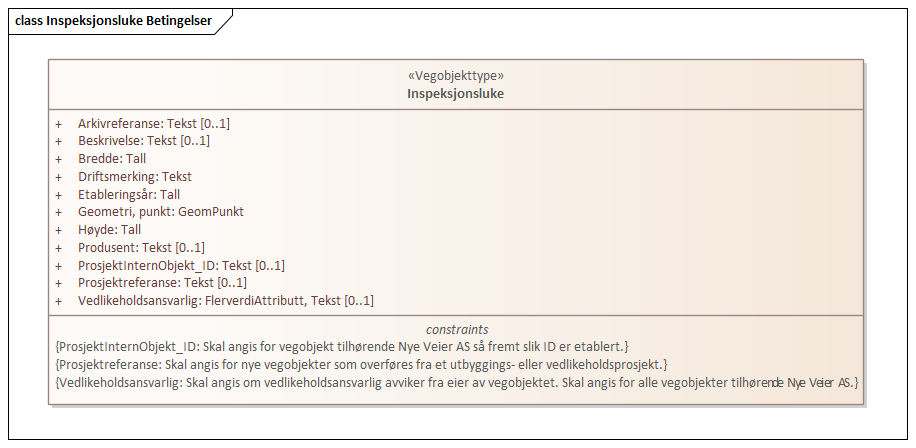 class Inspeksjonsluke Betingelser
«Vegobjekttype»
Inspeksjonsluke
+ Arkivreferanse: Tekst [0..1]
+ Beskrivelse: Tekst [0..1]
+ Bredde: Tall
+ Driftsmerking: Tekst
+ Etableringsår: Tall
+ Geometri, punkt: GeomPunkt
+ Høyde: Tall
+ Produsent: Tekst [0..1]
+ ProsjektInternObjekt_ID: Tekst [0..1]
+ Prosjektreferanse: Tekst [0..1]
+ Vedlikeholdsansvarlig: FlerverdiAttributt, Tekst [0..1]
constraints
{ProsjektInternObjekt_ID: Skal angis for vegobjekt tilhørende Nye Veier AS så fremt slik ID er etablert.}
{Prosjektreferanse: Skal angis for nye vegobjekter som overføres fra et utbyggings- eller vedlikeholdsprosjekt.}
{Vedlikeholdsansvarlig: Skal angis om vedlikeholdsansvarlig avviker fra eier av vegobjektet. Skal angis for alle vegobjekter tilhørende Nye Veier AS.}